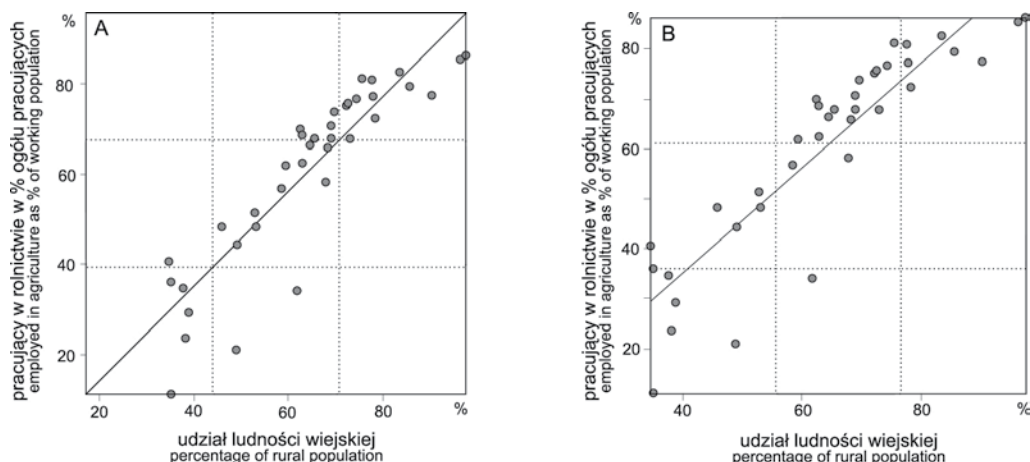 %
A
80
60
40
20
20
40
60
80
%
pracujący w rolnictwie w % ogółu pracujących
employed in agriculture as % of working population
udział ludności wiejskiej
percentage of rural population
%
B
80
60
40
20
40
60
80
%
pracujący w rolnictwie w % ogółu pracujących
employed in agriculture as % of working population
udział ludności wiejskiej
percentage of rural population